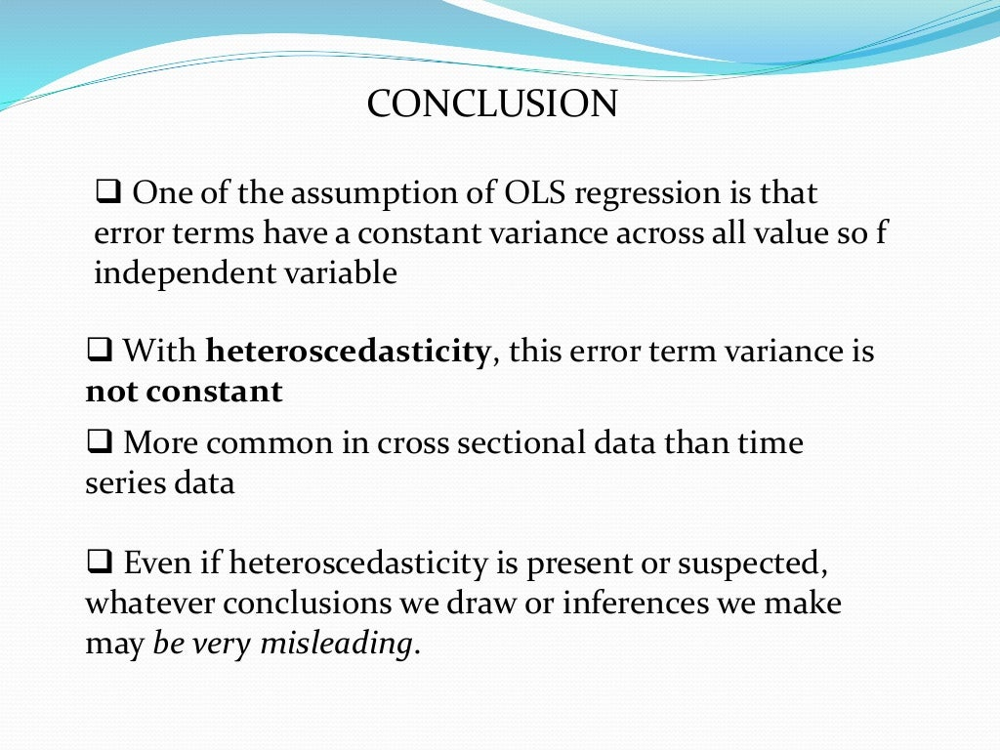 CONCLUSION
❑ One of the assumption of OLS regression is that
error terms have a constant variance across all value so f
independent variable
❑ With heteroscedasticity, this error term variance is
not constant
❑ More common in cross sectional data than time
series data
❑ Even if heteroscedasticity is present or suspected,
whatever conclusions we draw or inferences we make
may be very misleading.